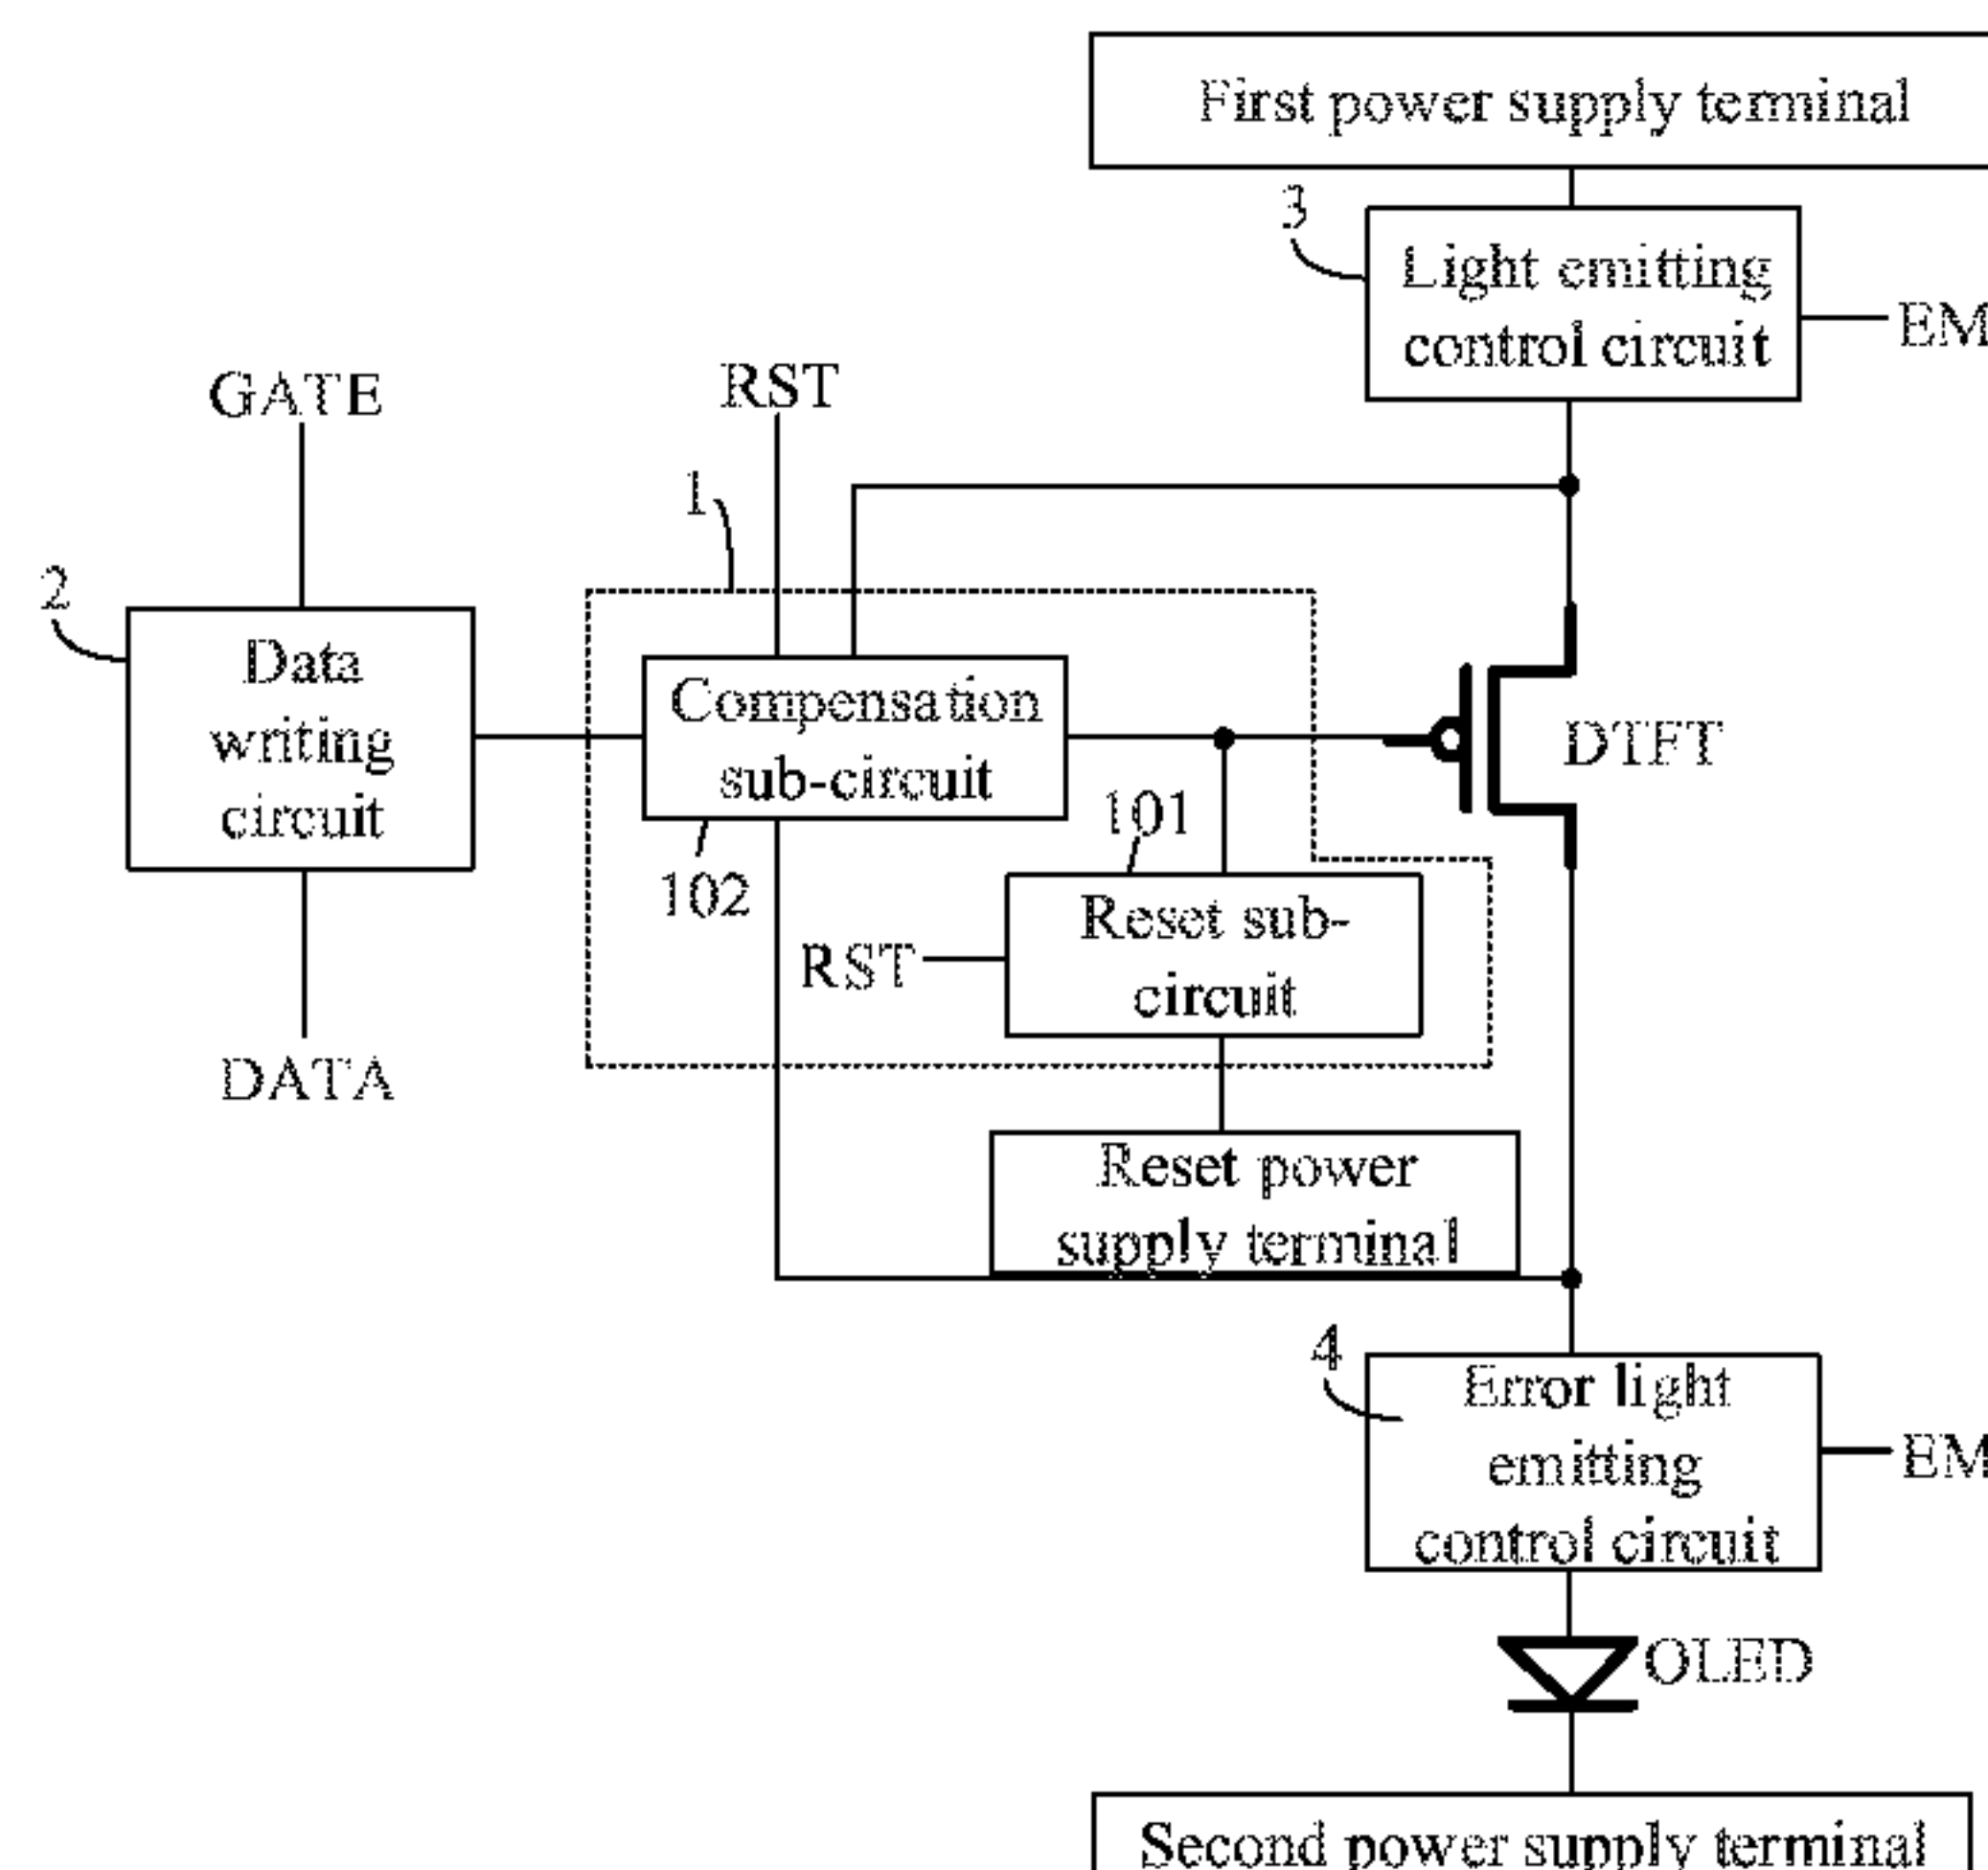 First power supply terminal
3
Light emitting
control circuit
EM
GATE
RST
1
2
Data
writing
circuit
Compensation
sub-circuit
DTFT
101
102
Reset sub-
circuit
RST
DATA
Reset power
supply terminal
4
Error light
emitting
control circuit
EM
OLED
Second power supply terminal